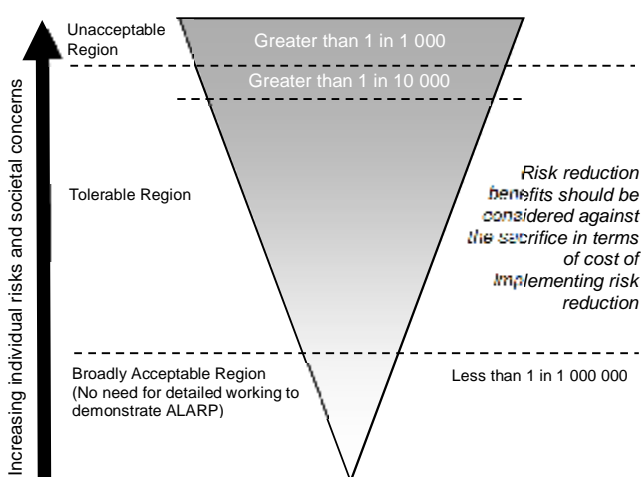 Unacceptable
Region
Greater than 1 in 1 000
Greater than 1 in 10 000
Increasing individual risks and societal concerns
Tolerable Region
Risk reduction
benefits should be
considered against
the sacrifice in terms
of cost of
implementing risk
reduction
Broadly Acceptable Region
(No need for detailed working to
demonstrate ALARP)
Less than 1 in 1 000 000